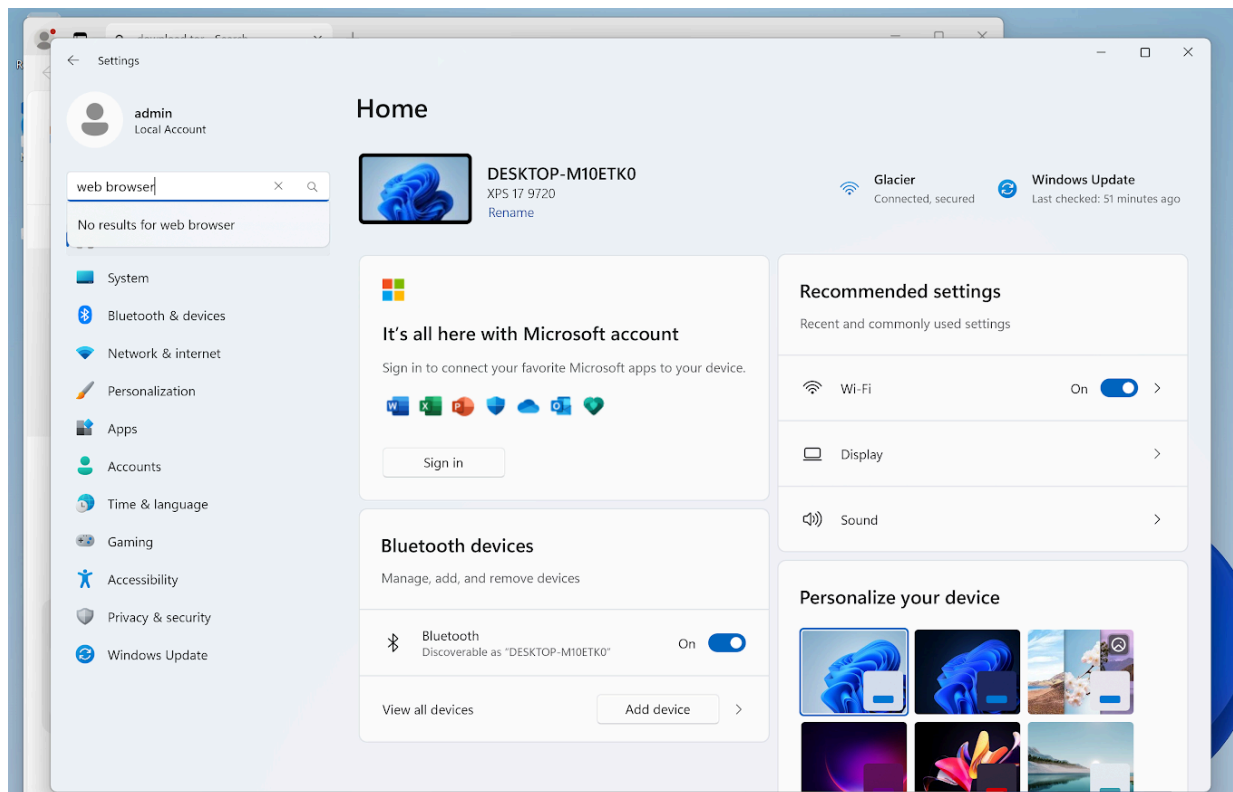 Settings
admin
Local Account
web browser
No results for web browser
System
Bluetooth & devices
Network & internet
Personalization
Apps
Accounts
Time & language
Gaming
Accessibility
Privacy & security
Windows Update
Home
DESKTOP-M10ETK0
XPS 17 9720
Rename
Glacier
Connected, secured
Windows Update
Last checked: 51 minutes ago
It's all here with Microsoft account
Sign in to connect your favorite Microsoft apps to your device.
Sign in
Bluetooth devices
Manage, add, and remove devices
Bluetooth
Discoverable as "DESKTOP-M10ETK0"
On
View all devices
Add device
Recommended settings
Recent and commonly used settings
Wi-Fi
On
Display
Sound
Personalize your device